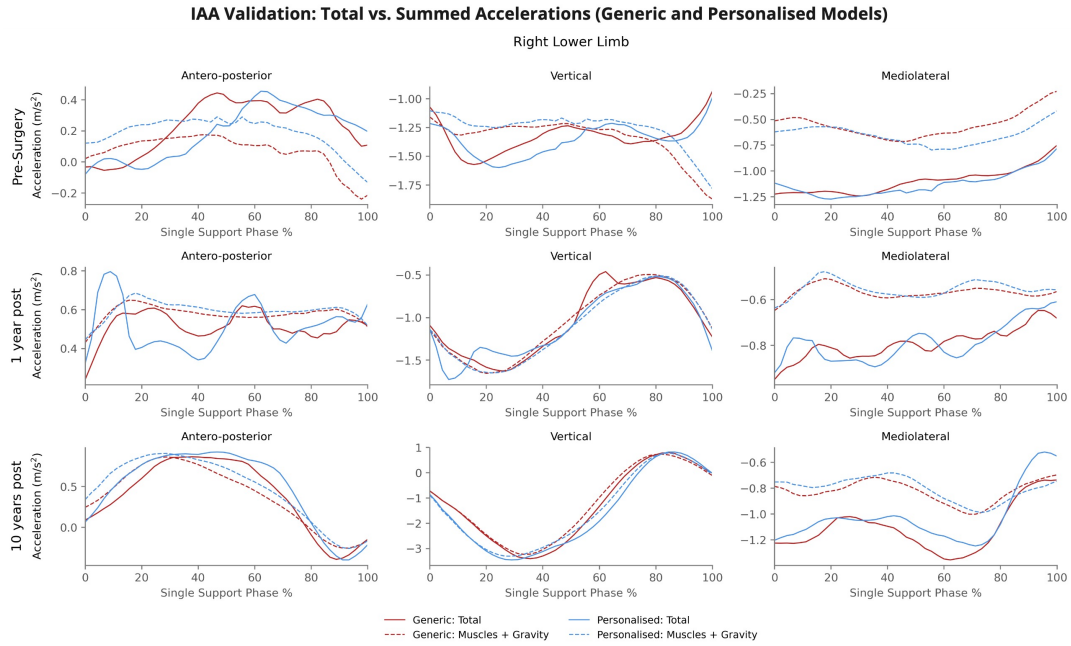 IAA Validation: Total vs. Summed Accelerations (Generic and Personalised Models)
Right Lower Limb
Antero-posterior
Vertical
Mediolateral
Pre-Surgery
Acceleration (m/s²)
0.4
0.2
0.0
−0.2
0 20 40 60 80 100
Single Support Phase %
−1.00
−1.25
−1.50
−1.75
0 20 40 60 80 100
Single Support Phase %
−0.25
−0.50
−0.75
−1.00
−1.25
0 20 40 60 80 100
Single Support Phase %
Antero-posterior
Vertical
Mediolateral
1 year post
Acceleration (m/s²)
0.8
0.6
0.4
0 20 40 60 80 100
Single Support Phase %
−0.5
−1.0
−1.5
0 20 40 60 80 100
Single Support Phase %
−0.6
−0.8
0 20 40 60 80 100
Single Support Phase %
Antero-posterior
Vertical
Mediolateral
10 years post
Acceleration (m/s²)
0.5
0.0
0 20 40 60 80 100
Single Support Phase %
1
0
−1
−2
−3
0 20 40 60 80 100
Single Support Phase %
−0.6
−0.8
−1.0
−1.2
0 20 40 60 80 100
Single Support Phase %
Generic: Total
Generic: Muscles + Gravity
Personalised: Total
Personalised: Muscles + Gravity